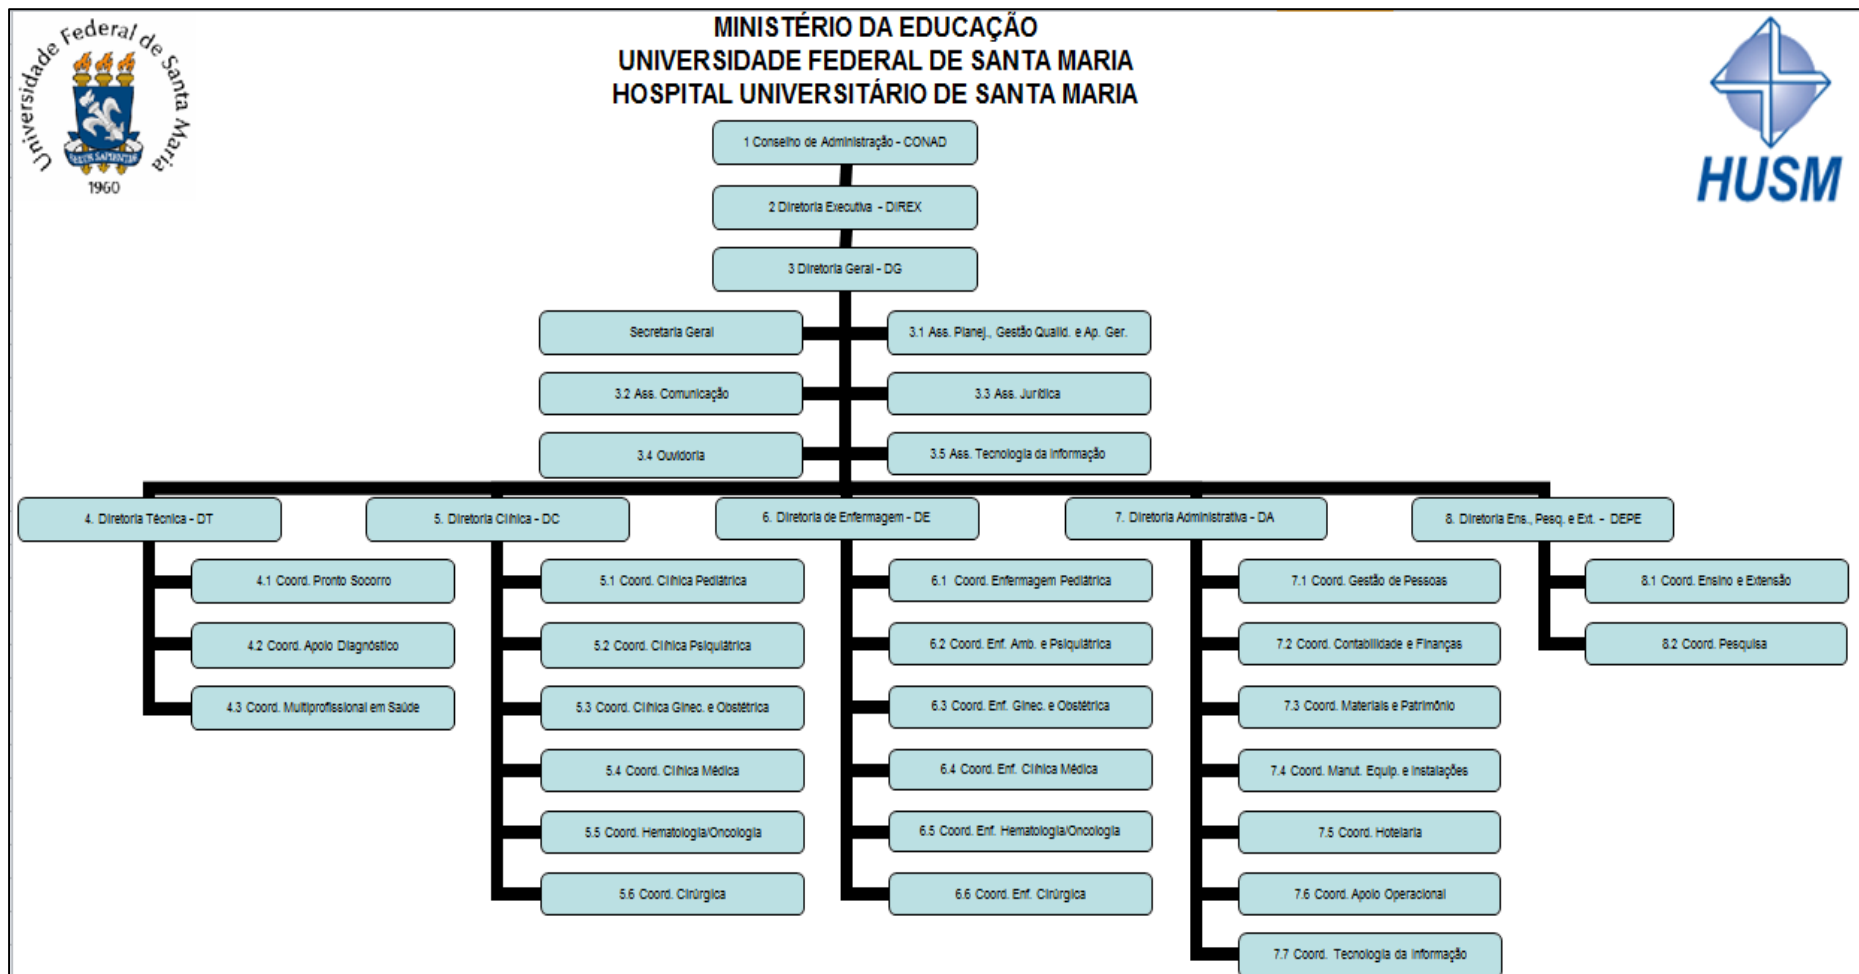 Universidade Federal de Santa Maria
SEDES SAPIENTIAE
1960
MINISTÉRIO DA EDUCAÇÃO
UNIVERSIDADE FEDERAL DE SANTA MARIA
HOSPITAL UNIVERSITÁRIO DE SANTA MARIA
HUSM
1 Conselho de Administração - CONAD
2 Diretoria Executiva - DIREX
3 Diretoria Geral - DG
Secretaria Geral
3.1 Ass. Planej., Gestão Qualid. e Ap. Ger.
3.2 Ass. Comunicação
3.3 Ass. Jurídica
3.4 Ouvidoria
3.5 Ass. Tecnologia da Informação
4. Diretoria Técnica - DT
4.1 Coord. Pronto Socorro
4.2 Coord. Apoio Diagnóstico
4.3 Coord. Multiprofissional em Saúde
5. Diretoria Clínica - DC
5.1 Coord. Clínica Pediátrica
5.2 Coord. Clínica Psiquiátrica
5.3 Coord. Clínica Ginec. e Obstétrica
5.4 Coord. Clínica Médica
5.5 Coord. Hematologia/Oncologia
5.6 Coord. Cirúrgica
6. Diretoria de Enfermagem - DE
6.1 Coord. Enfermagem Pediátrica
6.2 Coord. Enf. Amb. e Psiquiátrica
6.3 Coord. Enf. Ginec. e Obstétrica
6.4 Coord. Enf. Clínica Médica
6.5 Coord. Enf. Hematologia/Oncologia
6.6 Coord. Enf. Cirúrgica
7. Diretoria Administrativa - DA
7.1 Coord. Gestão de Pessoas
7.2 Coord. Contabilidade e Finanças
7.3 Coord. Materiais e Patrimônio
7.4 Coord. Manut. Equip. e Instalações
7.5 Coord. Hotelaria
7.6 Coord. Apoio Operacional
7.7 Coord. Tecnologia da Informação
8. Diretoria Ens., Pesq. e Ext. - DEPE
8.1 Coord. Ensino e Extensão
8.2 Coord. Pesquisa